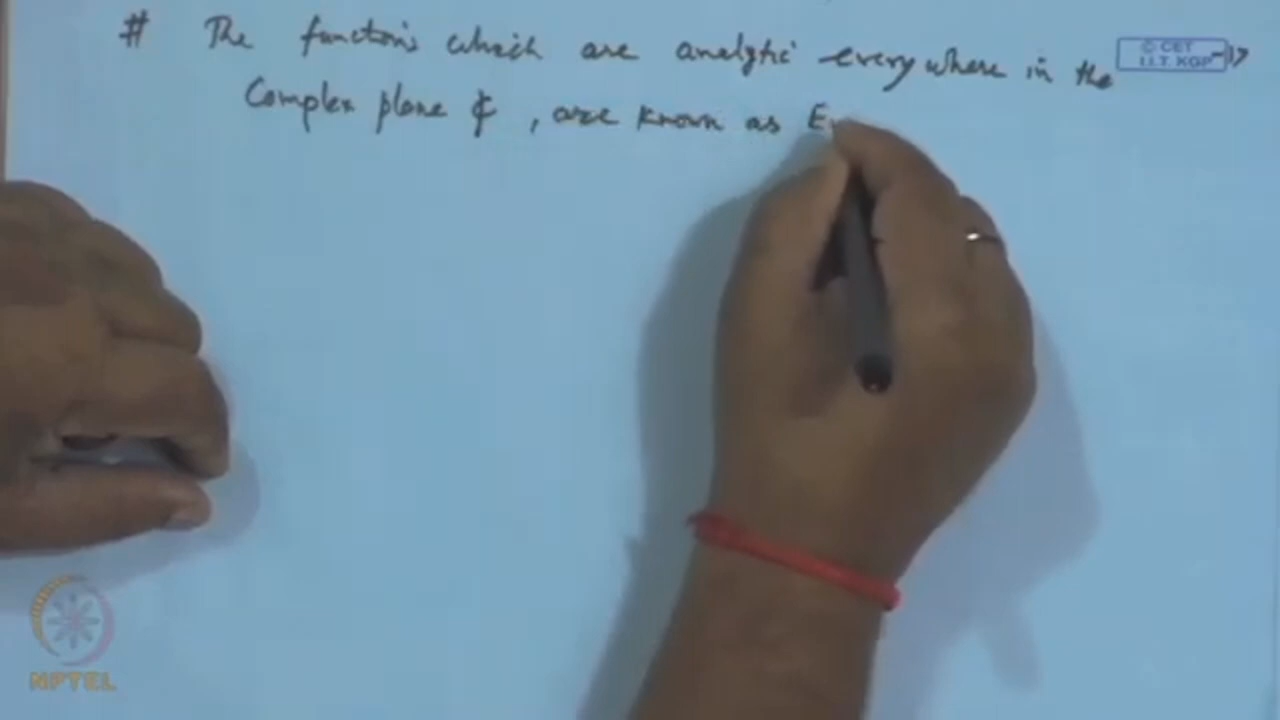 # The functions which are analytic everywhere in the
© CET
I.I.T. KGP
Complex plane ₵, are known as
NPTEL